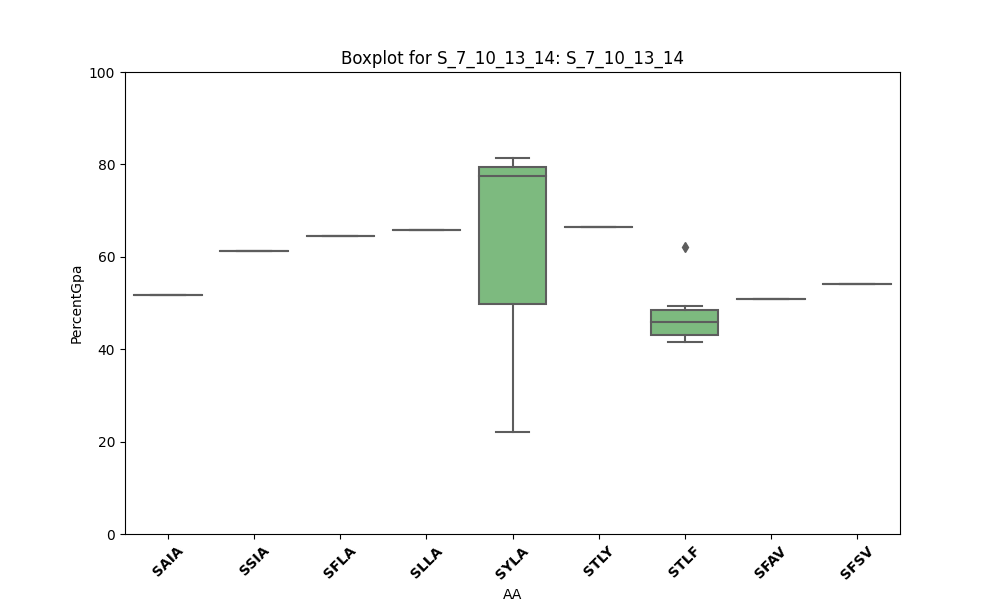 Boxplot for S_7_10_13_14: S_7_10_13_14
100
80
60
40
20
0
PercentGpa
SAIA SSIA SFLA SLLA SYLA STLY STLF SFAV SFSV
AA